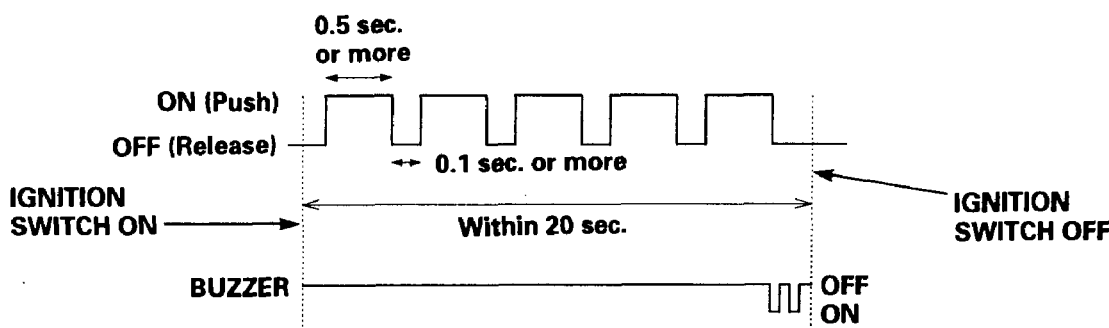 0.5 sec.
or more
ON (Push)
OFF (Release)
0.1 sec. or more
IGNITION
SWITCH ON
Within 20 sec.
IGNITION
SWITCH OFF
BUZZER
OFF
ON